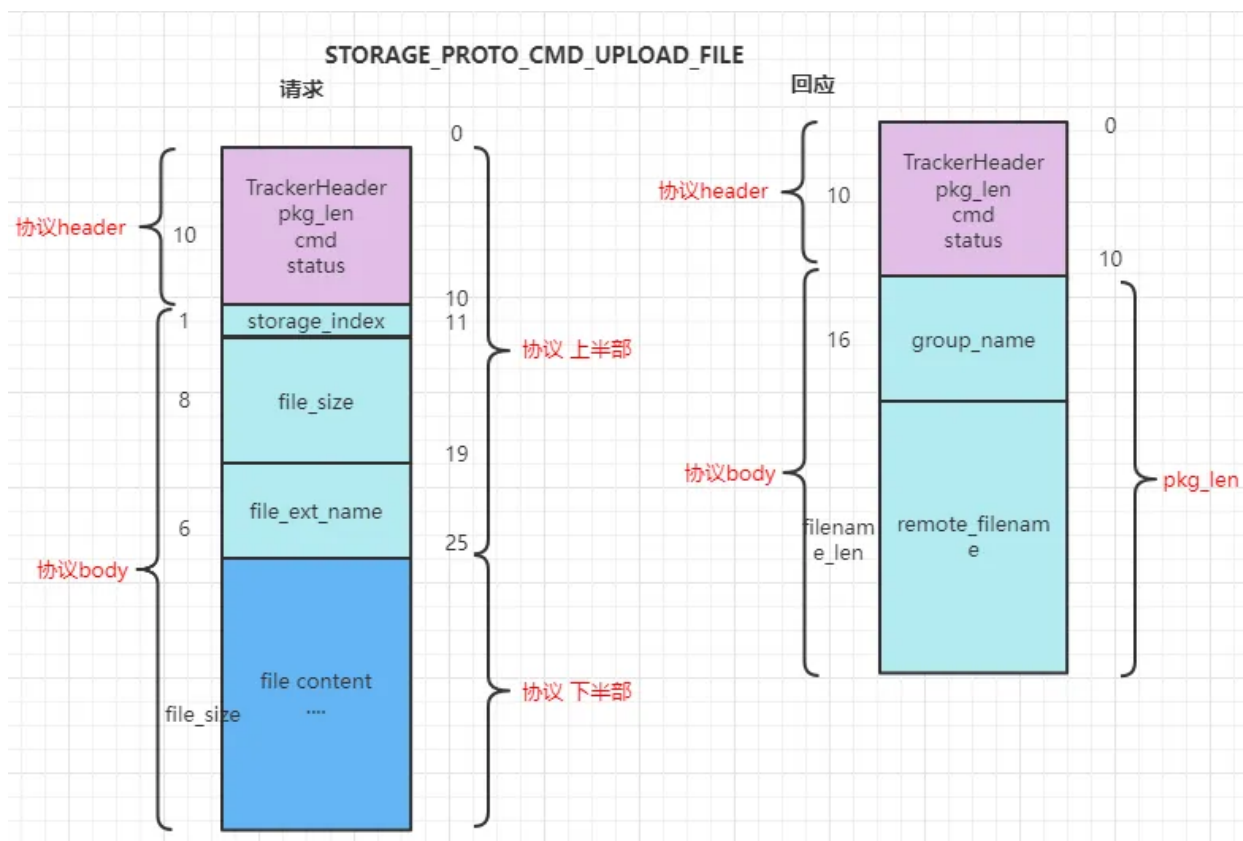 STORAGE_PROTO_CMD_UPLOAD_FILE
请求
0
协议header
10
TrackerHeader
pkg_len
cmd
status
10
1
storage_index
11
协议 上半部
8
file_size
19
6
file_ext_name
25
协议body
file content
....
file_size
协议 下半部
回应
0
协议header
10
TrackerHeader
pkg_len
cmd
status
10
16
group_name
协议body
pkg_len
filenam
e_len
remote_filenam
e